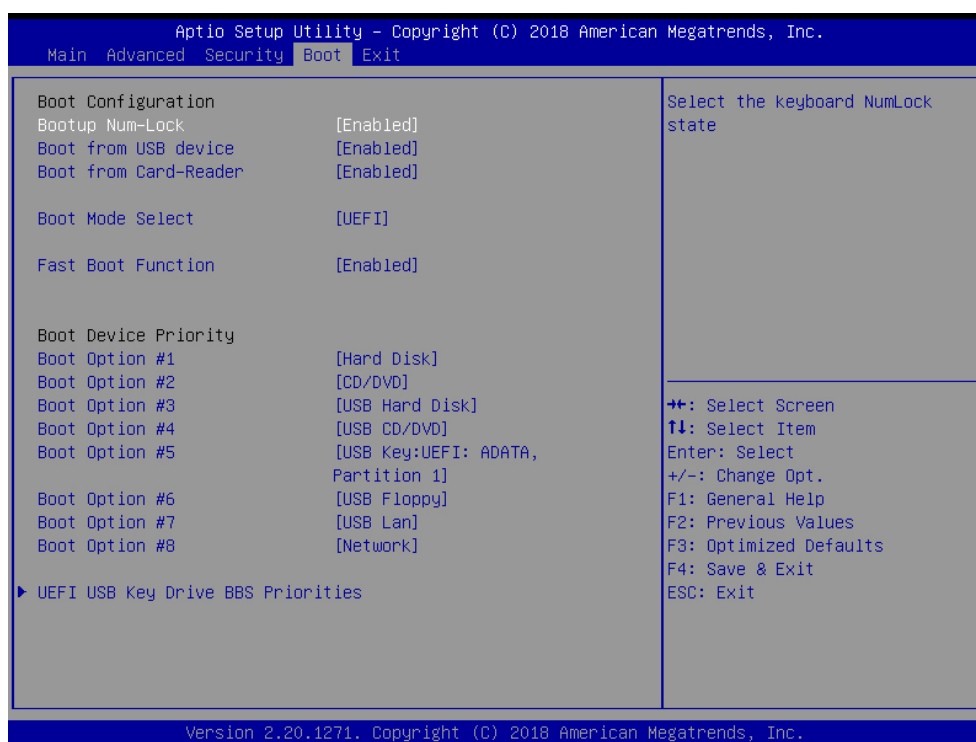 Aptio Setup Utility – Copyright (C) 2018 American Megatrends, Inc.
Main Advanced Security Boot Exit
Boot Configuration
Bootup Num-Lock [Enabled]
Boot from USB device [Enabled]
Boot from Card-Reader [Enabled]
Boot Mode Select [UEFI]
Fast Boot Function [Enabled]
Boot Device Priority
Boot Option #1 [Hard Disk]
Boot Option #2 [CD/DVD]
Boot Option #3 [USB Hard Disk]
Boot Option #4 [USB CD/DVD]
Boot Option #5 [USB Key:UEFI: ADATA,
Partition 1]
Boot Option #6 [USB Floppy]
Boot Option #7 [USB Lan]
Boot Option #8 [Network]
UEFI USB Key Drive BBS Priorities
Select the keyboard NumLock
state
→←: Select Screen
↑↓: Select Item
Enter: Select
+/-: Change Opt.
F1: General Help
F2: Previous Values
F3: Optimized Defaults
F4: Save & Exit
ESC: Exit
Version 2.20.1271. Copyright (C) 2018 American Megatrends, Inc.